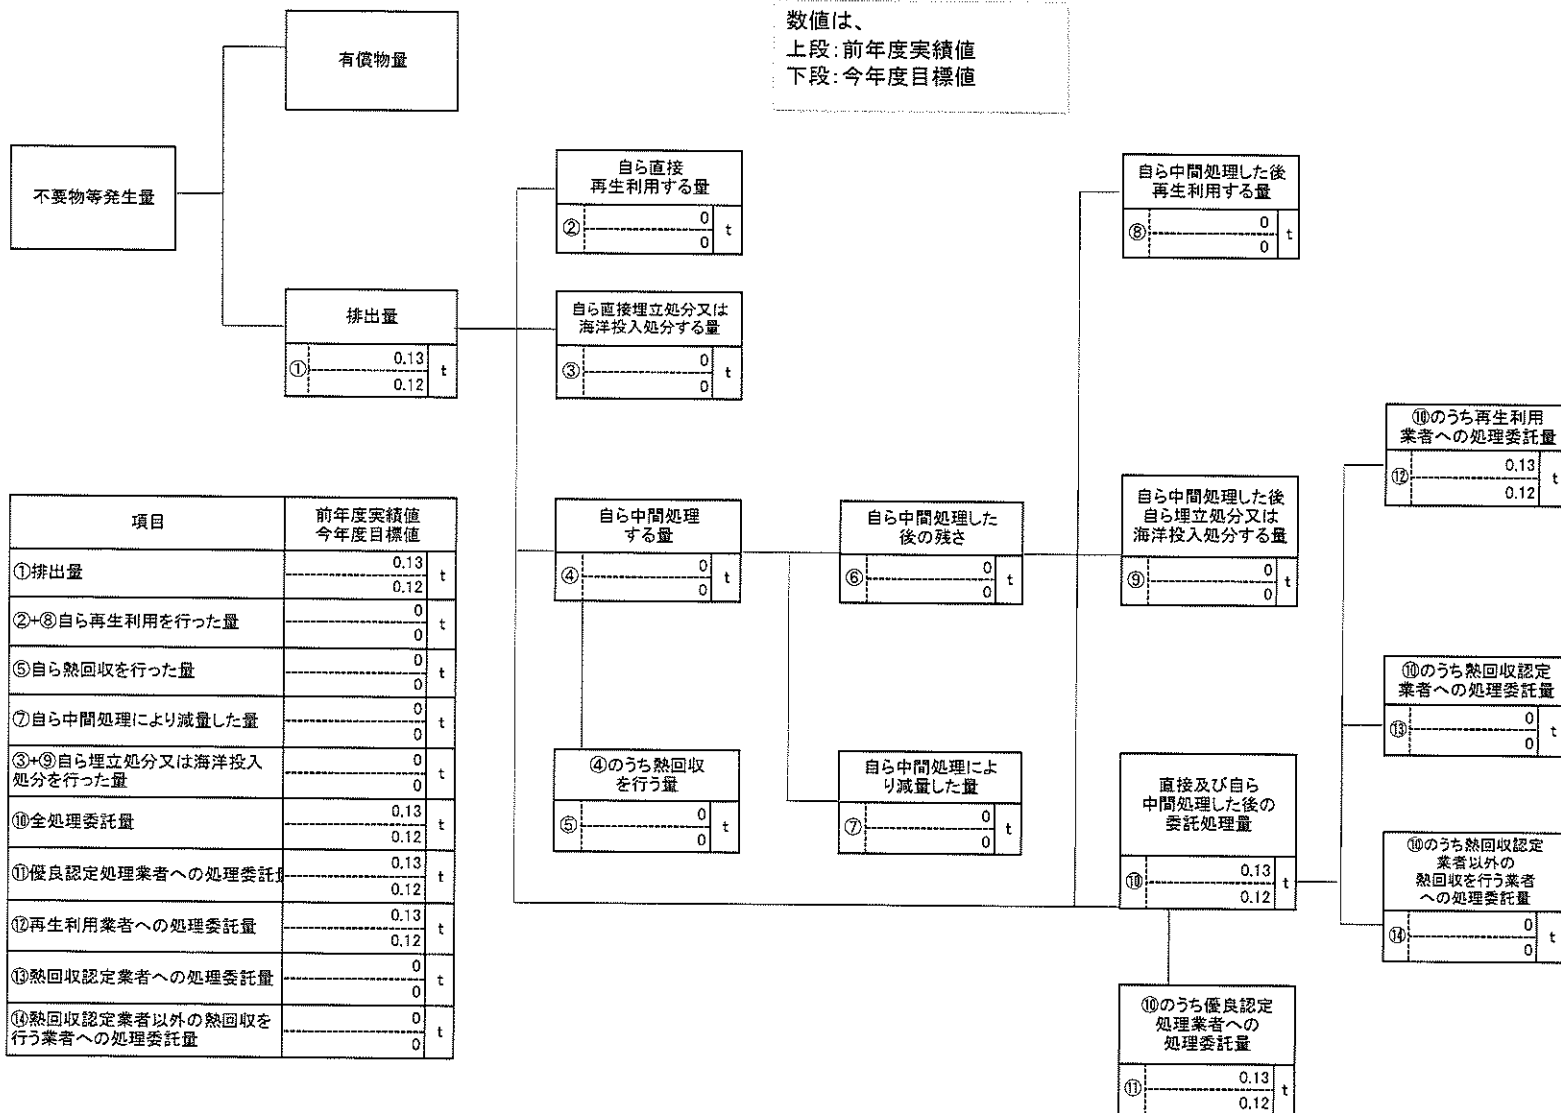 数値は、
上段:前年度実績値
下段:今年度目標値
有償物量
不要物等発生量
排出量
①
0.13
0.12
t
自ら直接
再生利用する量
②
0
0
t
自ら直接埋立処分又は
海洋投入処分する量
③
0
0
t
自ら中間処理
する量
④
0
0
t
④のうち熱回収
を行う量
⑤
0
0
t
自ら中間処理した
後の残さ
⑥
0
0
t
自ら中間処理によ
り減量した量
⑦
0
0
t
自ら中間処理した後
再生利用する量
⑧
0
0
t
自ら中間処理した後
自ら埋立処分又は
海洋投入処分する量
⑨
0
0
t
直接及び自ら
中間処理した後の
委託処理量
⑩
0.13
0.12
t
⑩のうち優良認定
処理業者への
処理委託量
⑪
0.13
0.12
t
⑩のうち再生利用
業者への処理委託量
⑫
0.13
0.12
t
⑩のうち熱回収認定
業者への処理委託量
⑬
0
0
t
⑩のうち熱回収認定
業者以外の
熱回収を行う業者
への処理委託量
⑭
0
0
t
項目
前年度実績値
今年度目標値
①排出量
0.13
0.12
t
②+⑧自ら再生利用を行った量
0
0
t
⑤自ら熱回収を行った量
0
0
t
⑦自ら中間処理により減量した量
0
0
t
③+⑨自ら埋立処分又は海洋投入
処分を行った量
0
0
t
⑩全処理委託量
0.13
0.12
t
⑪優良認定処理業者への処理委託
0.13
0.12
t
⑫再生利用業者への処理委託量
0.13
0.12
t
⑬熱回収認定業者への処理委託量
0
0
t
⑭熱回収認定業者以外の熱回収を
行う業者への処理委託量
0
0
t